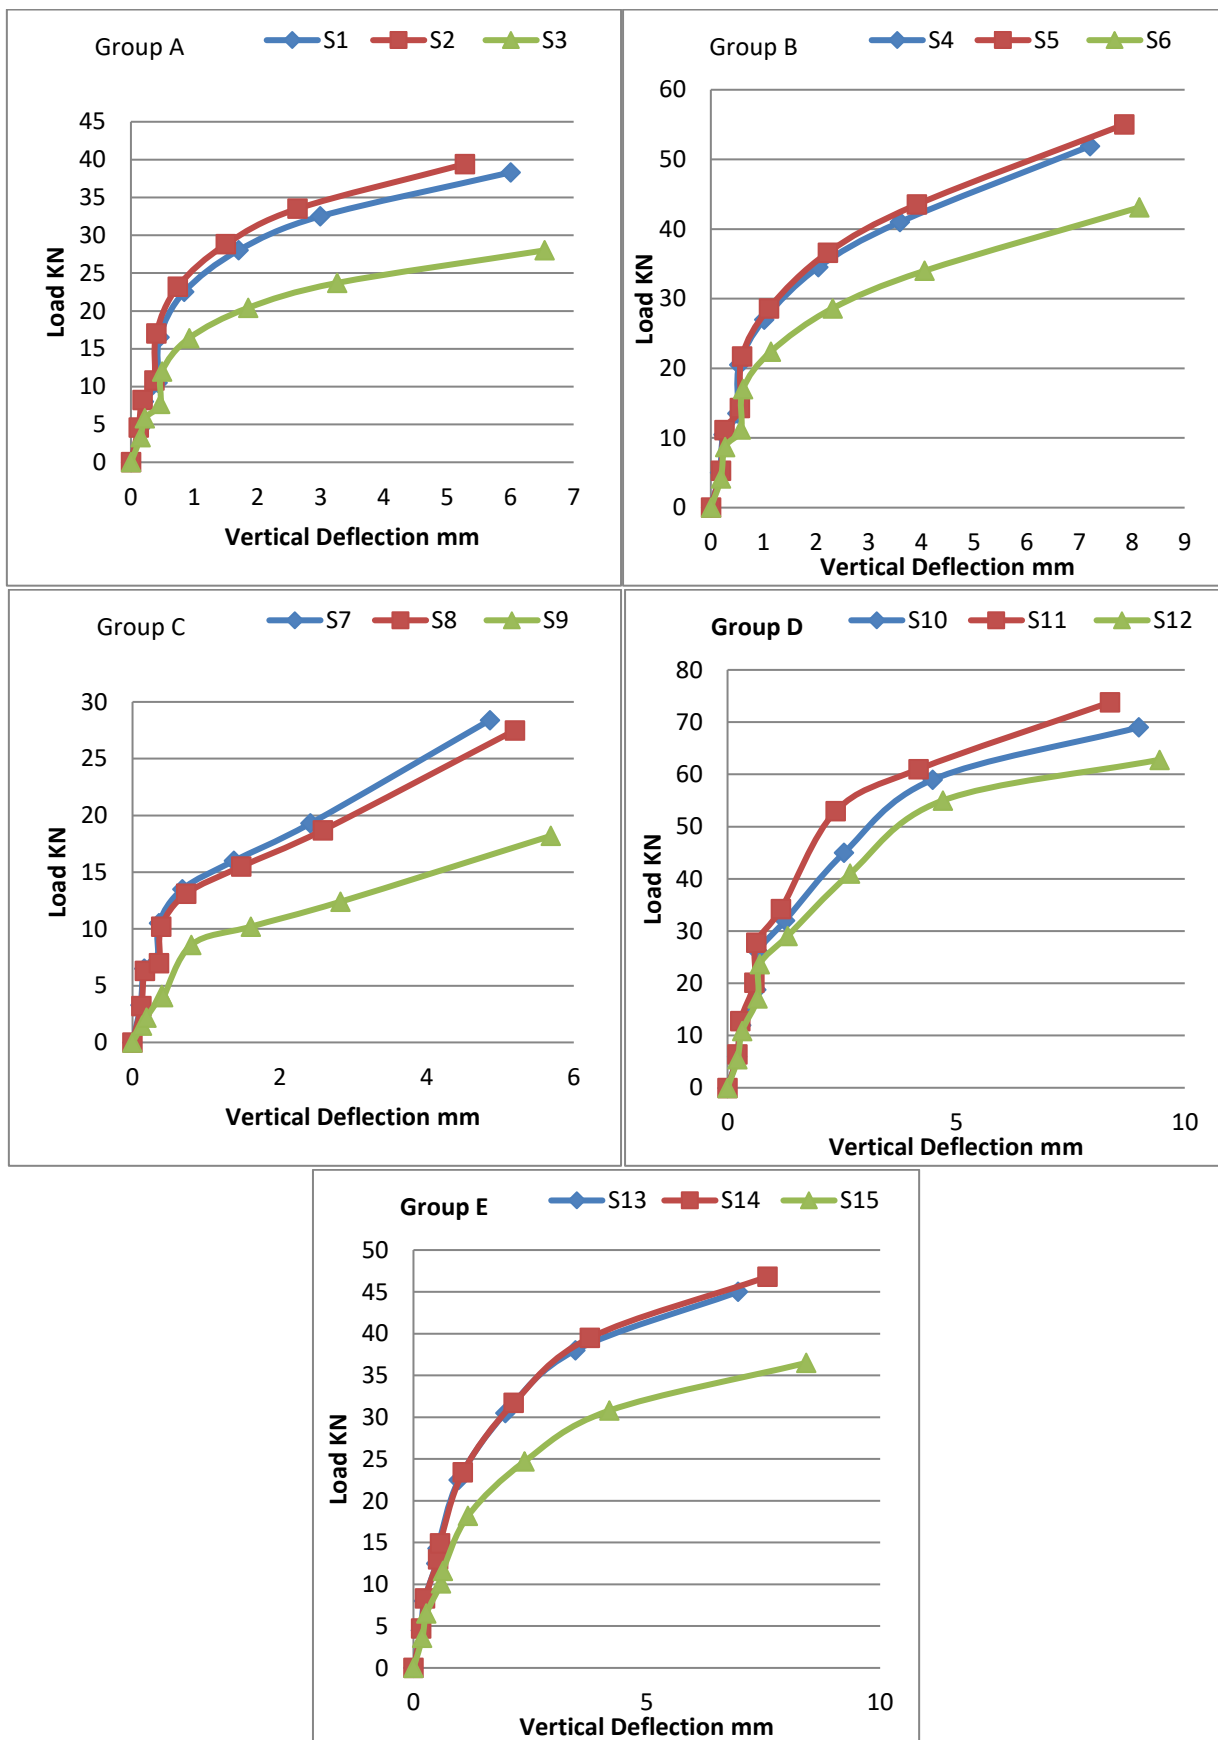 Group A S1 S2 S3
45
40
35
30
25
20
15
10
5
0
Load KN
0 1 2 3 4 5 6 7
Vertical Deflection mm
Group B S4 S5 S6
60
50
40
30
20
10
0
Load KN
0 1 2 3 4 5 6 7 8 9
Vertical Deflection mm
Group C S7 S8 S9
30
25
20
15
10
5
0
Load KN
0 2 4 6
Vertical Deflection mm
Group D S10 S11 S12
80
70
60
50
40
30
20
10
0
Load KN
0 5 10
Vertical Deflection mm
Group E S13 S14 S15
50
45
40
35
30
25
20
15
10
5
0
Load KN
0 5 10
Vertical Deflection mm